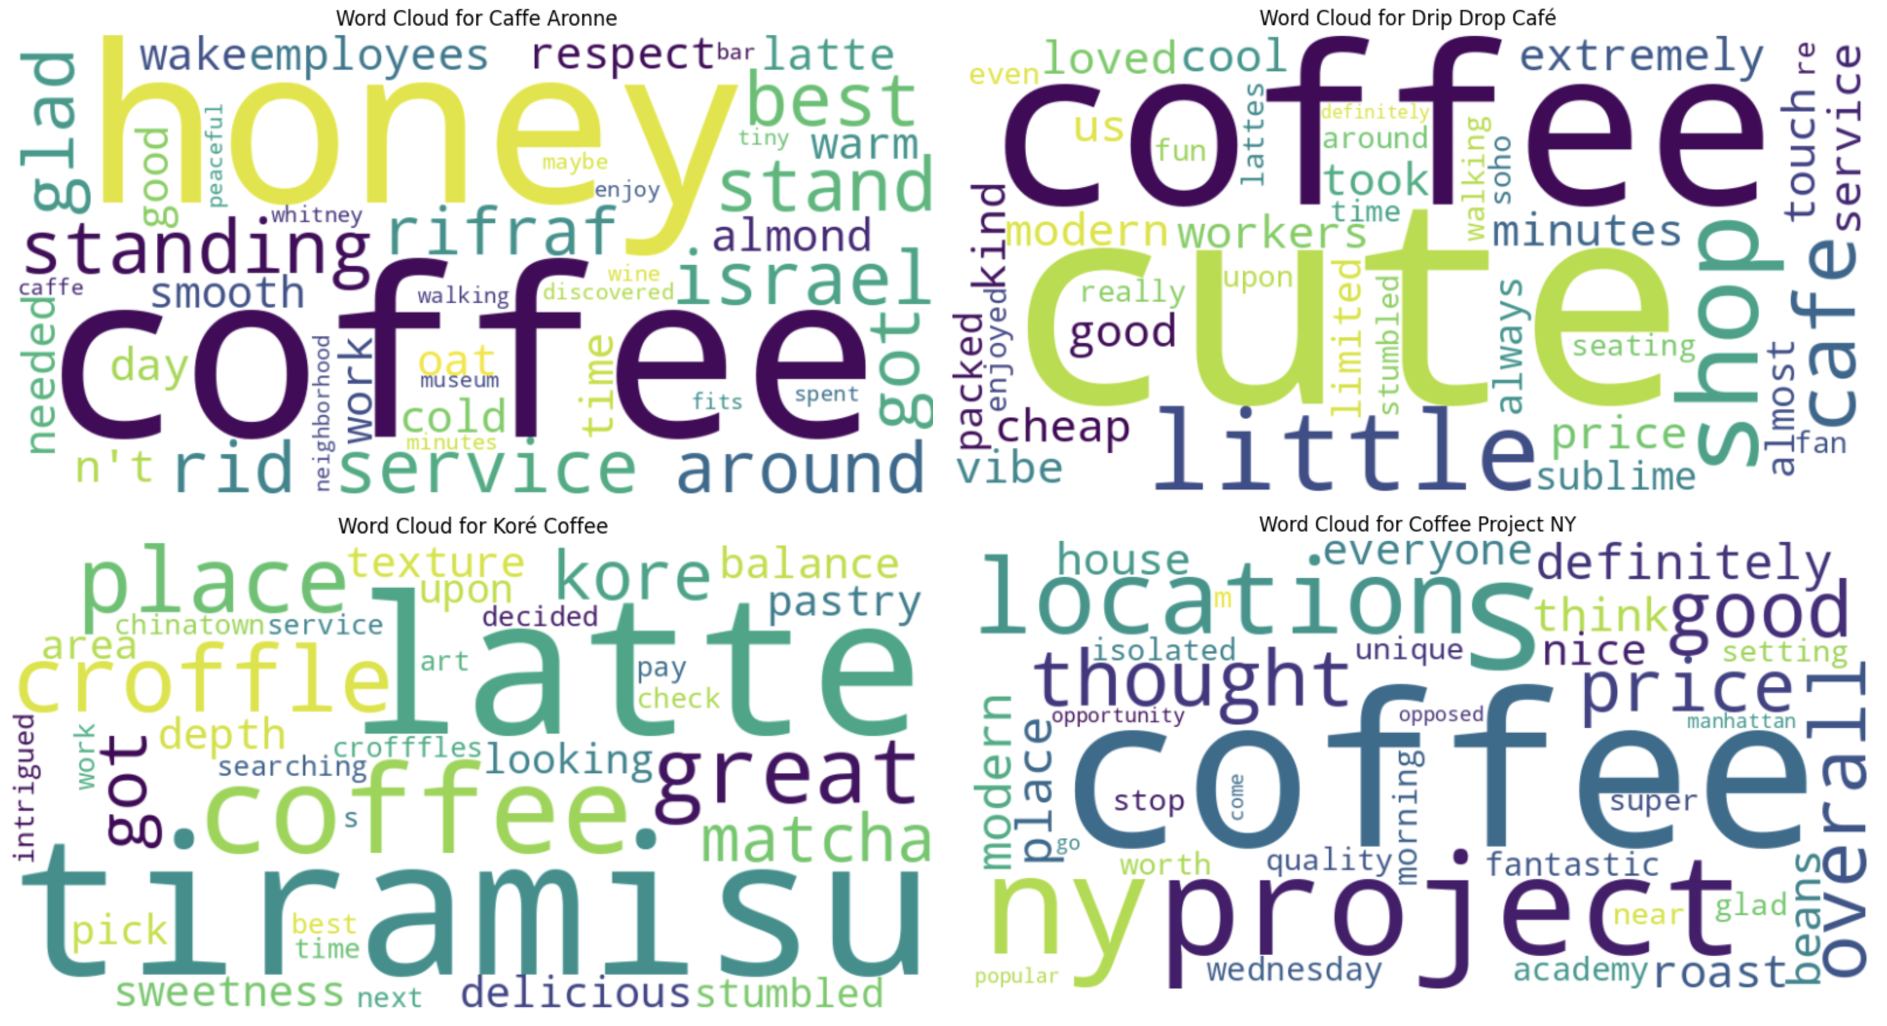 Word Cloud for Caffe Aronne
wake employees respect bar latte
glad honey best
good peaceful maybe enjoy tiny warm
stand
whitney
standing rifraf almond
caffe smooth walking wine discovered israel
needed coffee got
day neighborhood work oat museum cold minutes time fits spent
n't rid service around
Word Cloud for Drip Drop Café
even loved cool extremely re
coffee touch service
us fun lattes definitely around took time walking soho
kind modern workers minutes
enjoyed packed cute shop cafe
really upon good limited stumbled always seating
cheap little price almost fan
vibe sublime
Word Cloud for Koré Coffee
place texture upon kore balance
decided pastry
chinatown service latte
area croffle art pay check
intrigued work got depth crofffles looking great
searching coffee s matcha
tiramisu
pick best time
sweetness next delicious stumbled
Word Cloud for Coffee Project NY
house everyone definitely
locations m think good
isolated unique nice setting
thought price overall
modern place opportunity opposed manhattan
coffee
stop come morning super
go worth quality fantastic beans
ny project near glad
popular wednesday academy roast